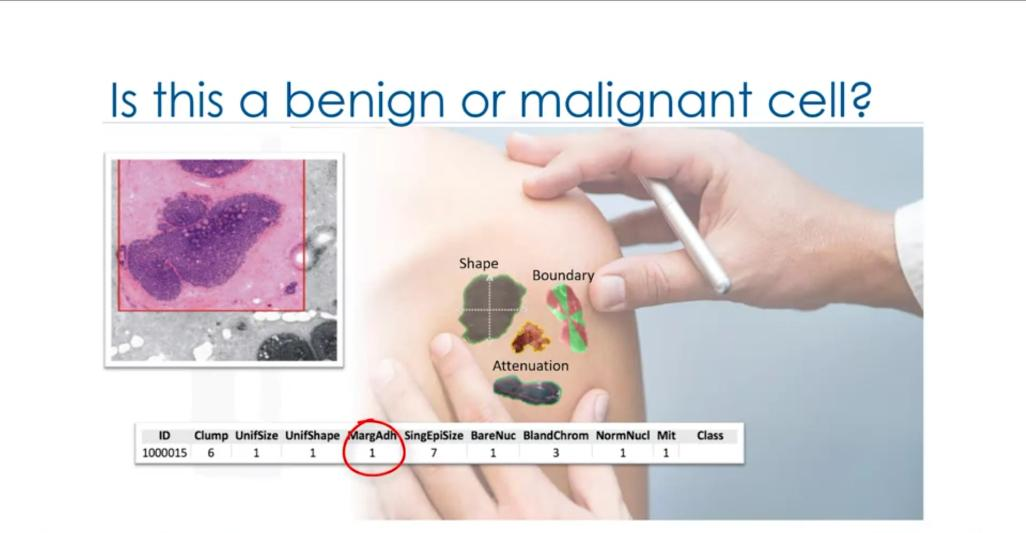 Is this a benign or malignant cell?
Shape
Boundary
Attenuation
ID Clump UnifSize UnifShape MargAdh SingEpiSize BareNuc BlandChrom NormNucl Mit Class
1000015 6 1 1 1 7 1 3 1 1